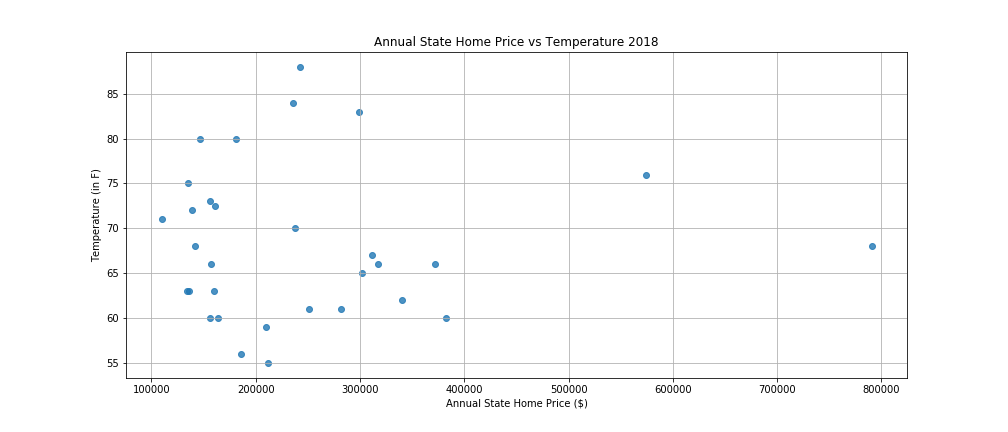 Annual State Home Price vs Temperature 2018
Temperature (in F)
85
80
75
70
65
60
55
100000 200000 300000 400000 500000 600000 700000 800000
Annual State Home Price ($)